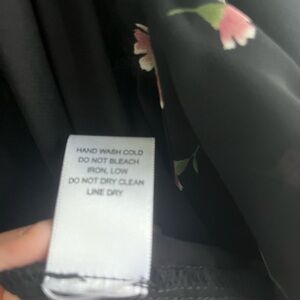 HAND WASH COLD
DO NOT BLEACH
IRON, LOW
DO NOT DRY CLEAN
LINE DRY